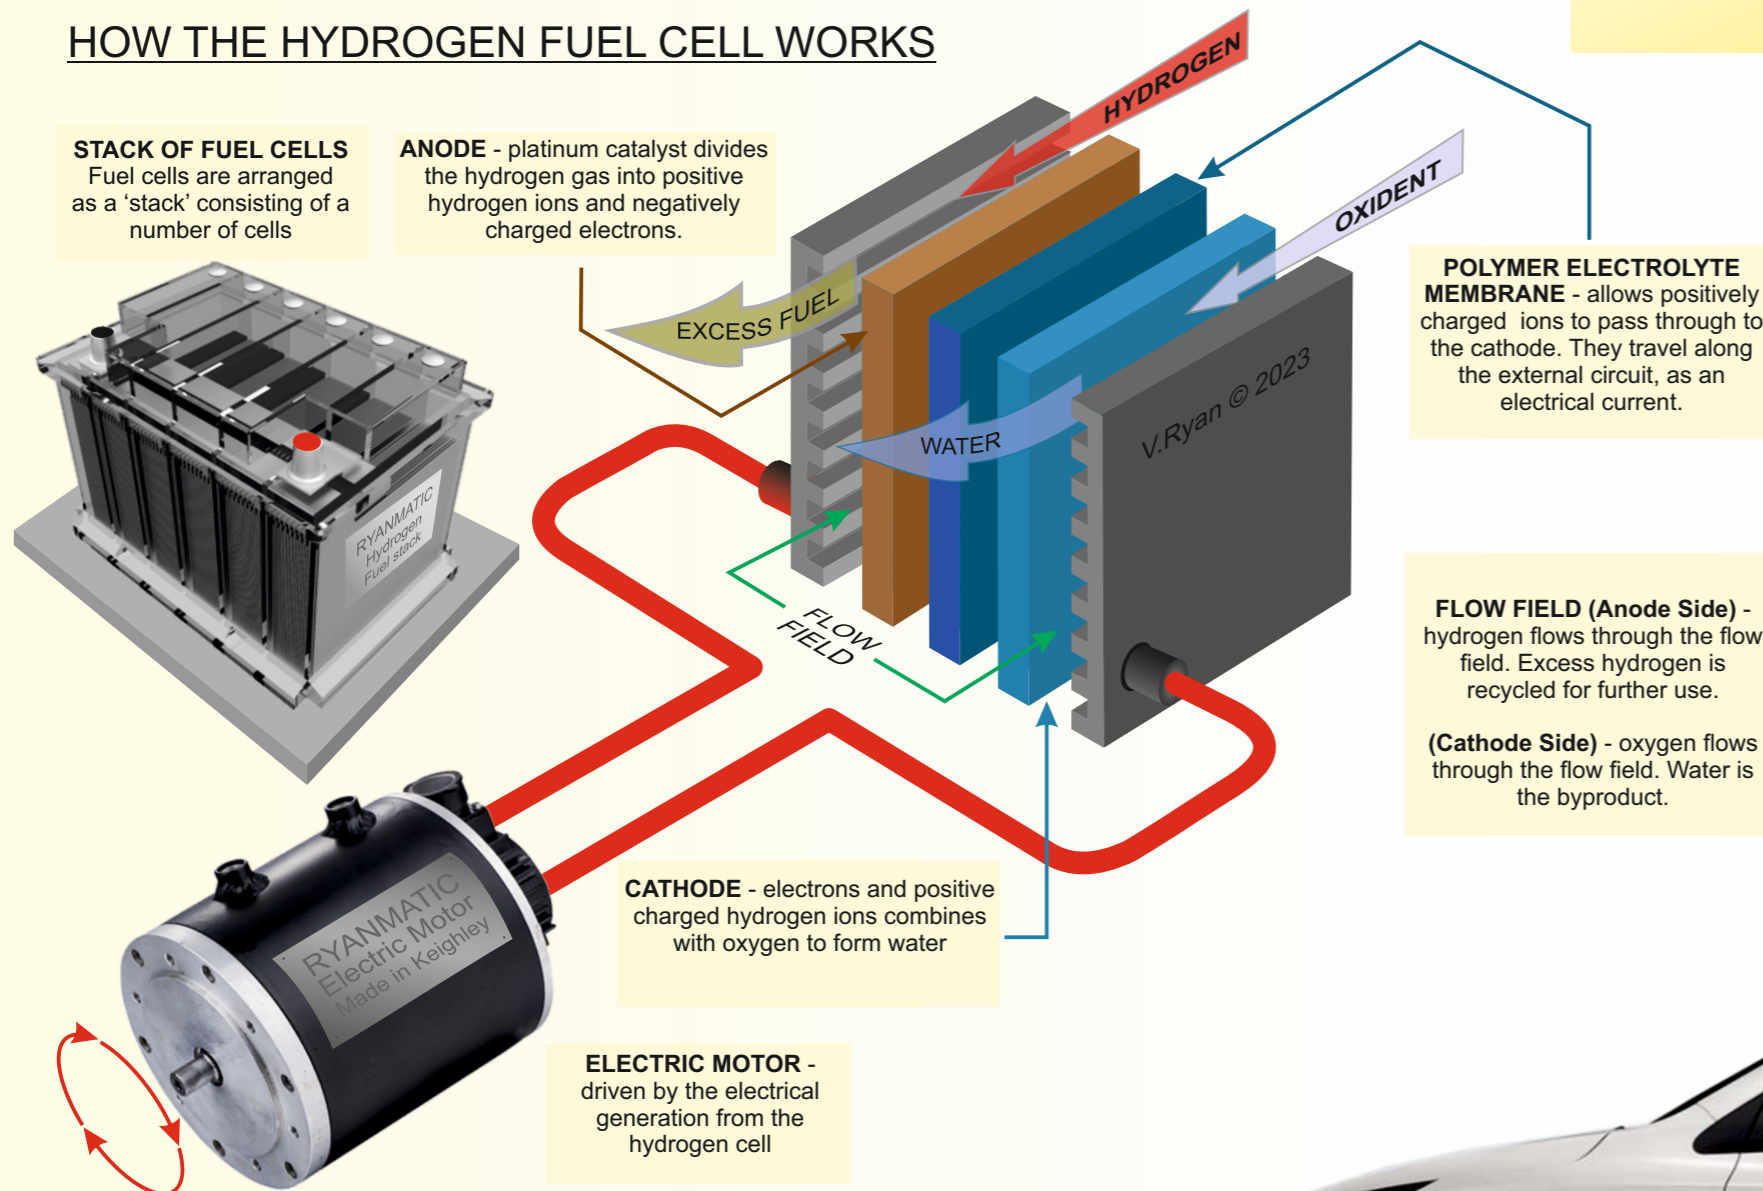 HOW THE HYDROGEN FUEL CELL WORKS
STACK OF FUEL CELLS
Fuel cells are arranged
as a ‘stack’ consisting of a
number of cells
ANODE - platinum catalyst divides
the hydrogen gas into positive
hydrogen ions and negatively
charged electrons.
HYDROGEN
OXIDENT
EXCESS FUEL
WATER
V.Ryan © 2023
POLYMER ELECTROLYTE
MEMBRANE - allows positively
charged ions to pass through to
the cathode. They travel along
the external circuit, as an
electrical current.
RYANMATIC
Hydrogen
Fuel stack
FLOW
FIELD
FLOW FIELD (Anode Side) -
hydrogen flows through the flow
field. Excess hydrogen is
recycled for further use.
(Cathode Side) - oxygen flows
through the flow field. Water is
the byproduct.
CATHODE - electrons and positive
charged hydrogen ions combines
with oxygen to form water
RYANMATIC
Electric Motor
Made in Keighley
ELECTRIC MOTOR -
driven by the electrical
generation from the
hydrogen cell